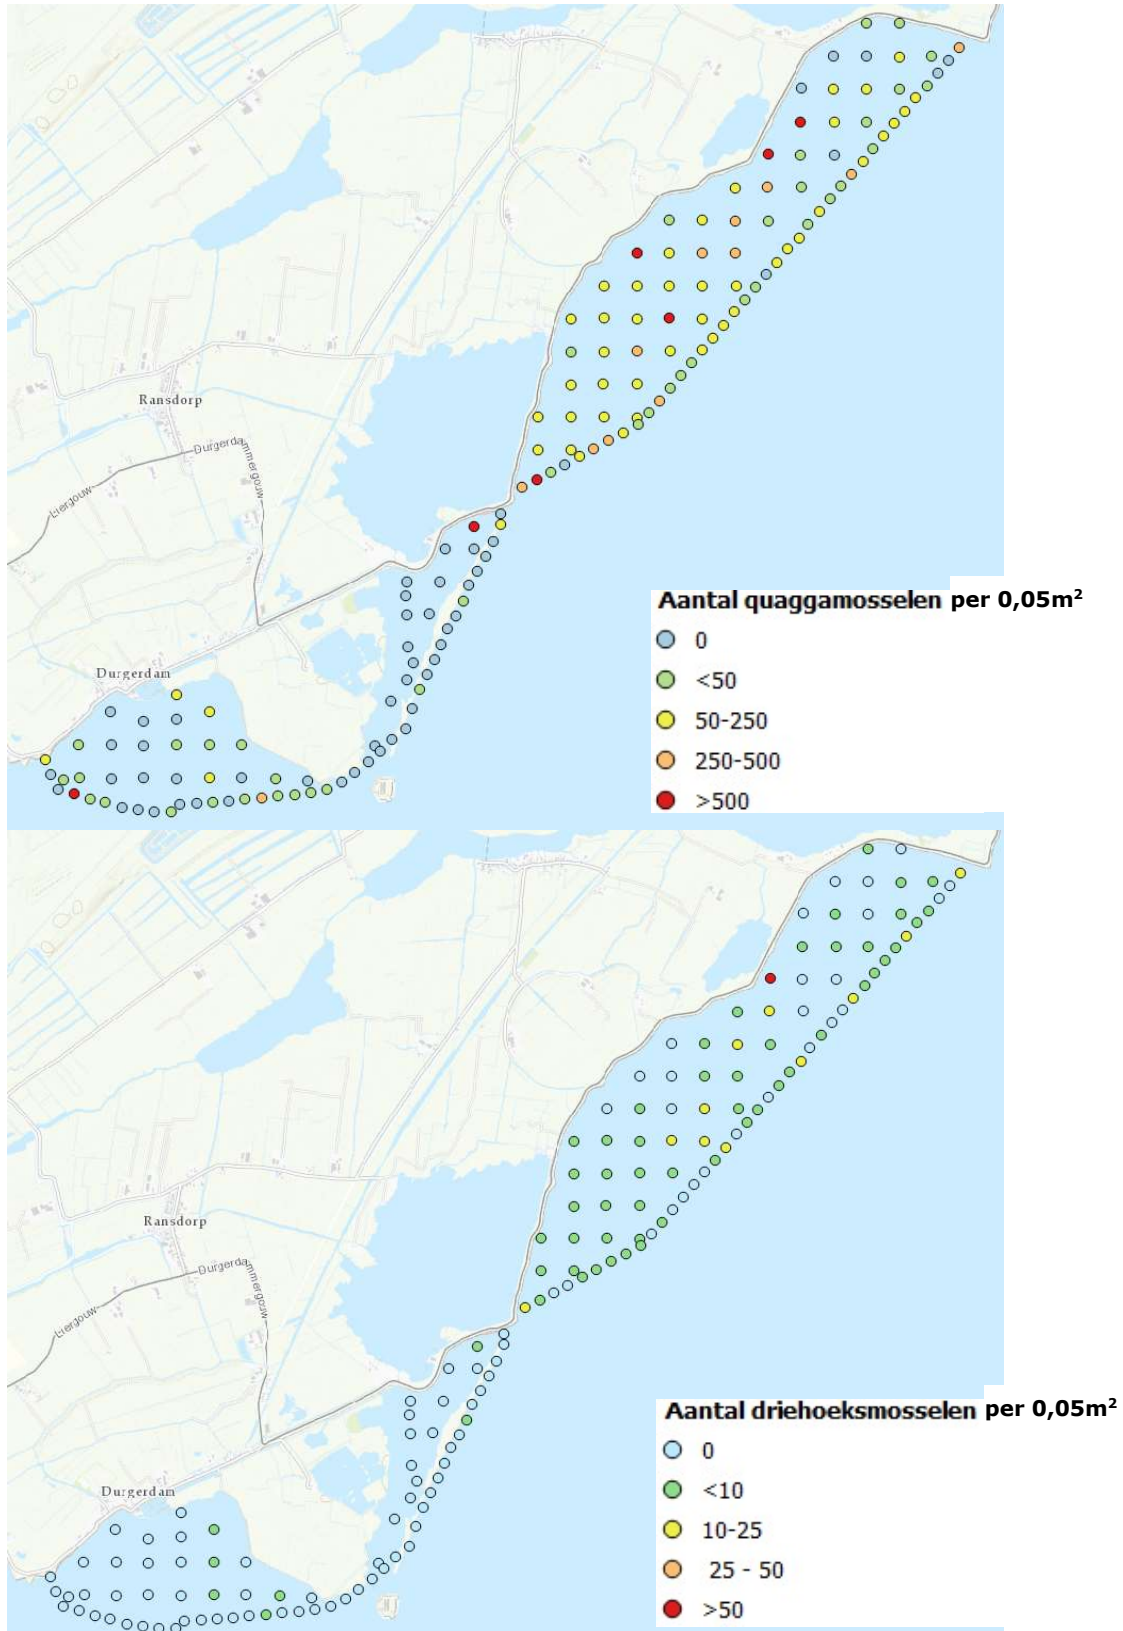 Ransdorp
Durgerdammergouw
Liergouw
Durgerdam
Aantal quaggamosselen per 0,05m²
0
<50
50-250
250-500
>500
Ransdorp
Durgerdammergouw
Liergouw
Durgerdam
Aantal driehoeksmosselen per 0,05m²
0
<10
10-25
25 - 50
>50